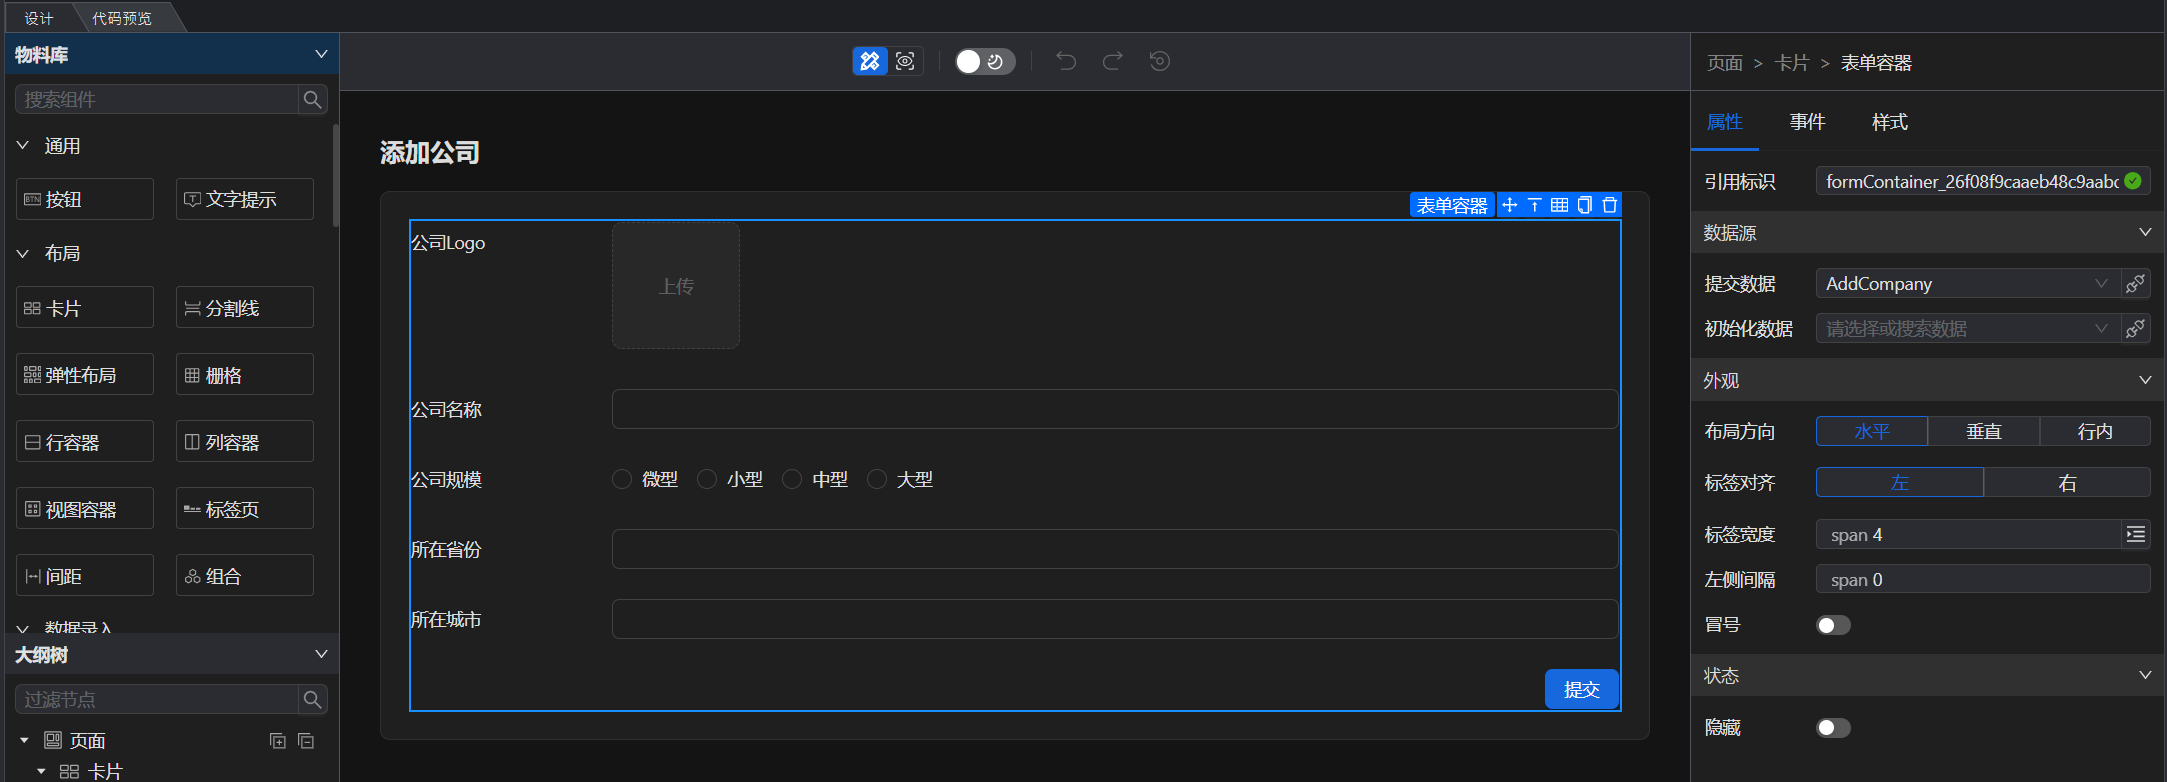 设计 代码预览
物料库
搜索组件
通用
BTN 按钮 文字提示
布局
卡片 分割线
弹性布局 栅格
行容器 列容器
视图容器 标签页
间距 组合
数据录入
大纲树
过滤节点
页面
卡片
添加公司
表单容器
公司Logo
上传
公司名称
公司规模 微型 小型 中型 大型
所在省份
所在城市
提交
页面 > 卡片 > 表单容器
属性 事件 样式
引用标识 formContainer_26f08f9caaeb48c9aabc
数据源
提交数据 AddCompany
初始化数据 请选择或搜索数据
外观
布局方向 水平 垂直 行内
标签对齐 左 右
标签宽度 span 4
左侧间隔 span 0
冒号
状态
隐藏